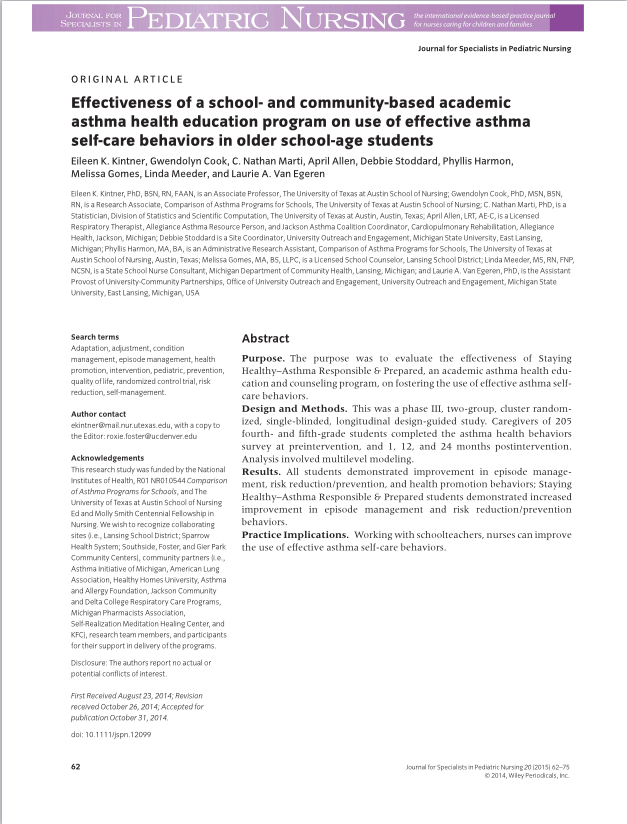 JOURNAL FOR
SPECIALISTS IN
PEDIATRIC NURSING
the international evidence-based practice journal
for nurses caring for children and families
Journal for Specialists in Pediatric Nursing
ORIGINAL ARTICLE
Effectiveness of a school- and community-based academic
asthma health education program on use of effective asthma
self-care behaviors in older school-age students
Eileen K. Kintner, Gwendolyn Cook, C. Nathan Marti, April Allen, Debbie Stoddard, Phyllis Harmon,
Melissa Gomes, Linda Meeder, and Laurie A. Van Egeren
Eileen K. Kintner, PhD, BSN, RN, FAAN, is an Associate Professor, The University of Texas at Austin School of Nursing; Gwendolyn Cook, PhD, MSN, BSN,
RN, is a Research Associate, Comparison of Asthma Programs for Schools, The University of Texas at Austin School of Nursing; C. Nathan Marti, PhD, is a
Statistician, Division of Statistics and Scientific Computation, The University of Texas at Austin, Austin, Texas; April Allen, LRT, AE-C, is a Licensed
Respiratory Therapist, Allegiance Asthma Resource Person, and Jackson Asthma Coalition Coordinator, Cardiopulmonary Rehabilitation, Allegiance
Health, Jackson, Michigan; Debbie Stoddard is a Site Coordinator, University Outreach and Engagement, Michigan State University, East Lansing,
Michigan; Phyllis Harmon, MA, BA, is an Administrative Research Assistant, Comparison of Asthma Programs for Schools, The University of Texas at
Austin School of Nursing, Austin, Texas; Melissa Gomes, MA, BS, LLPC, is a Licensed School Counselor, Lansing School District; Linda Meeder, MS, RN, FNP,
NCSN, is a State School Nurse Consultant, Michigan Department of Community Health, Lansing, Michigan; and Laurie A. Van Egeren, PhD, is the Assistant
Provost of University-Community Partnerships, Office of University Outreach and Engagement, University Outreach and Engagement, Michigan State
University, East Lansing, Michigan, USA
Search terms
Adaptation, adjustment, condition
management, episode management, health
promotion, intervention, pediatric, prevention,
quality of life, randomized control trial, risk
reduction, self-management.
Author contact
ekintner@mail.nur.utexas.edu, with a copy to
the Editor: roxie.foster@ucdenver.edu
Acknowledgements
This research study was funded by the National
Institutes of Health, R01 NR010544 Comparison
of Asthma Programs for Schools, and The
University of Texas at Austin School of Nursing
Ed and Molly Smith Centennial Fellowship in
Nursing. We wish to recognize collaborating
sites (i.e., Lansing School District; Sparrow
Health System; Southside, Foster, and Gier Park
Community Centers), community partners (i.e.,
Asthma Initiative of Michigan, American Lung
Association, Healthy Homes University, Asthma
and Allergy Foundation, Jackson Community
and Delta College Respiratory Care Programs,
Michigan Pharmacists Association,
Self-Realization Meditation Healing Center, and
KFC), research team members, and participants
for their support in delivery of the programs.
Disclosure: The authors report no actual or
potential conflicts of interest.
First Received August 23, 2014; Revision
received October 26, 2014; Accepted for
publication October 31, 2014.
doi: 10.1111/jspn.12099
Abstract
Purpose. The purpose was to evaluate the effectiveness of Staying
Healthy–Asthma Responsible & Prepared, an academic asthma health edu-
cation and counseling program, on fostering the use of effective asthma self-
care behaviors.
Design and Methods. This was a phase III, two-group, cluster random-
ized, single-blinded, longitudinal design-guided study. Caregivers of 205
fourth- and fifth-grade students completed the asthma health behaviors
survey at preintervention, and 1, 12, and 24 months postintervention.
Analysis involved multilevel modeling.
Results. All students demonstrated improvement in episode manage-
ment, risk reduction/prevention, and health promotion behaviors; Staying
Healthy–Asthma Responsible & Prepared students demonstrated increased
improvement in episode management and risk reduction/prevention
behaviors.
Practice Implications. Working with schoolteachers, nurses can improve
the use of effective asthma self-care behaviors.
62
Journal for Specialists in Pediatric Nursing 20 (2015) 62–75
© 2014, Wiley Periodicals, Inc.